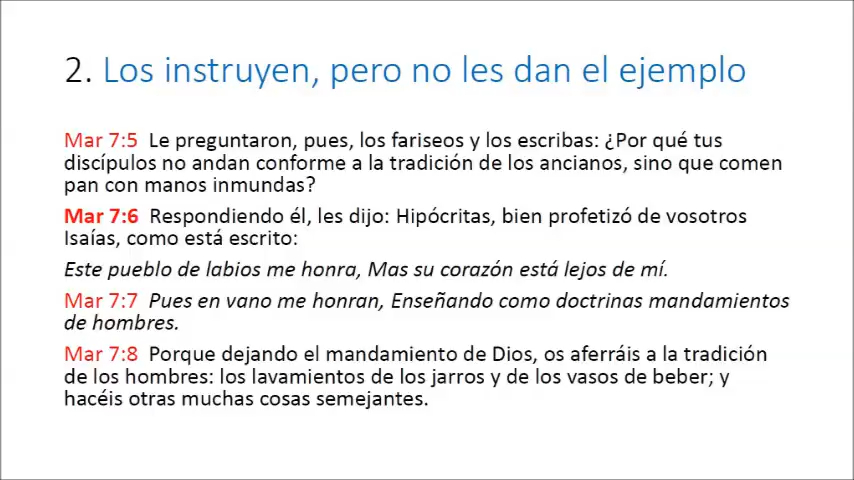 2. Los instruyen, pero no les dan el ejemplo
Mar 7:5 Le preguntaron, pues, los fariseos y los escribas: ¿Por qué tus
discípulos no andan conforme a la tradición de los ancianos, sino que comen
pan con manos inmundas?
Mar 7:6 Respondiendo él, les dijo: Hipócritas, bien profetizó de vosotros
Isaías, como está escrito:
Este pueblo de labios me honra, Mas su corazón está lejos de mí.
Mar 7:7 Pues en vano me honran, Enseñando como doctrinas mandamientos
de hombres.
Mar 7:8 Porque dejando el mandamiento de Dios, os aferráis a la tradición
de los hombres: los lavamientos de los jarros y de los vasos de beber; y
hacéis otras muchas cosas semejantes.